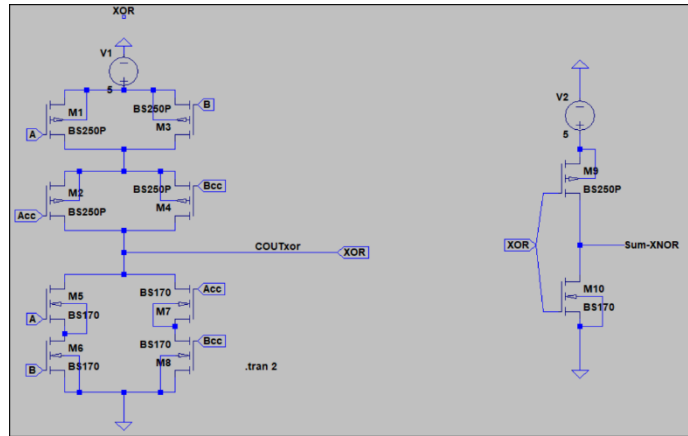 XOR
V1
5
M1
BS250P
A
BS250P
B
M3
M2
BS250P
Acc
BS250P
Bcc
M4
COUTxor
XOR
M5
BS170
A
BS170
Acc
M7
M6
BS170
B
BS170
Bcc
M8
.tran 2
V2
5
M9
BS250P
XOR
Sum-XNOR
M10
BS170